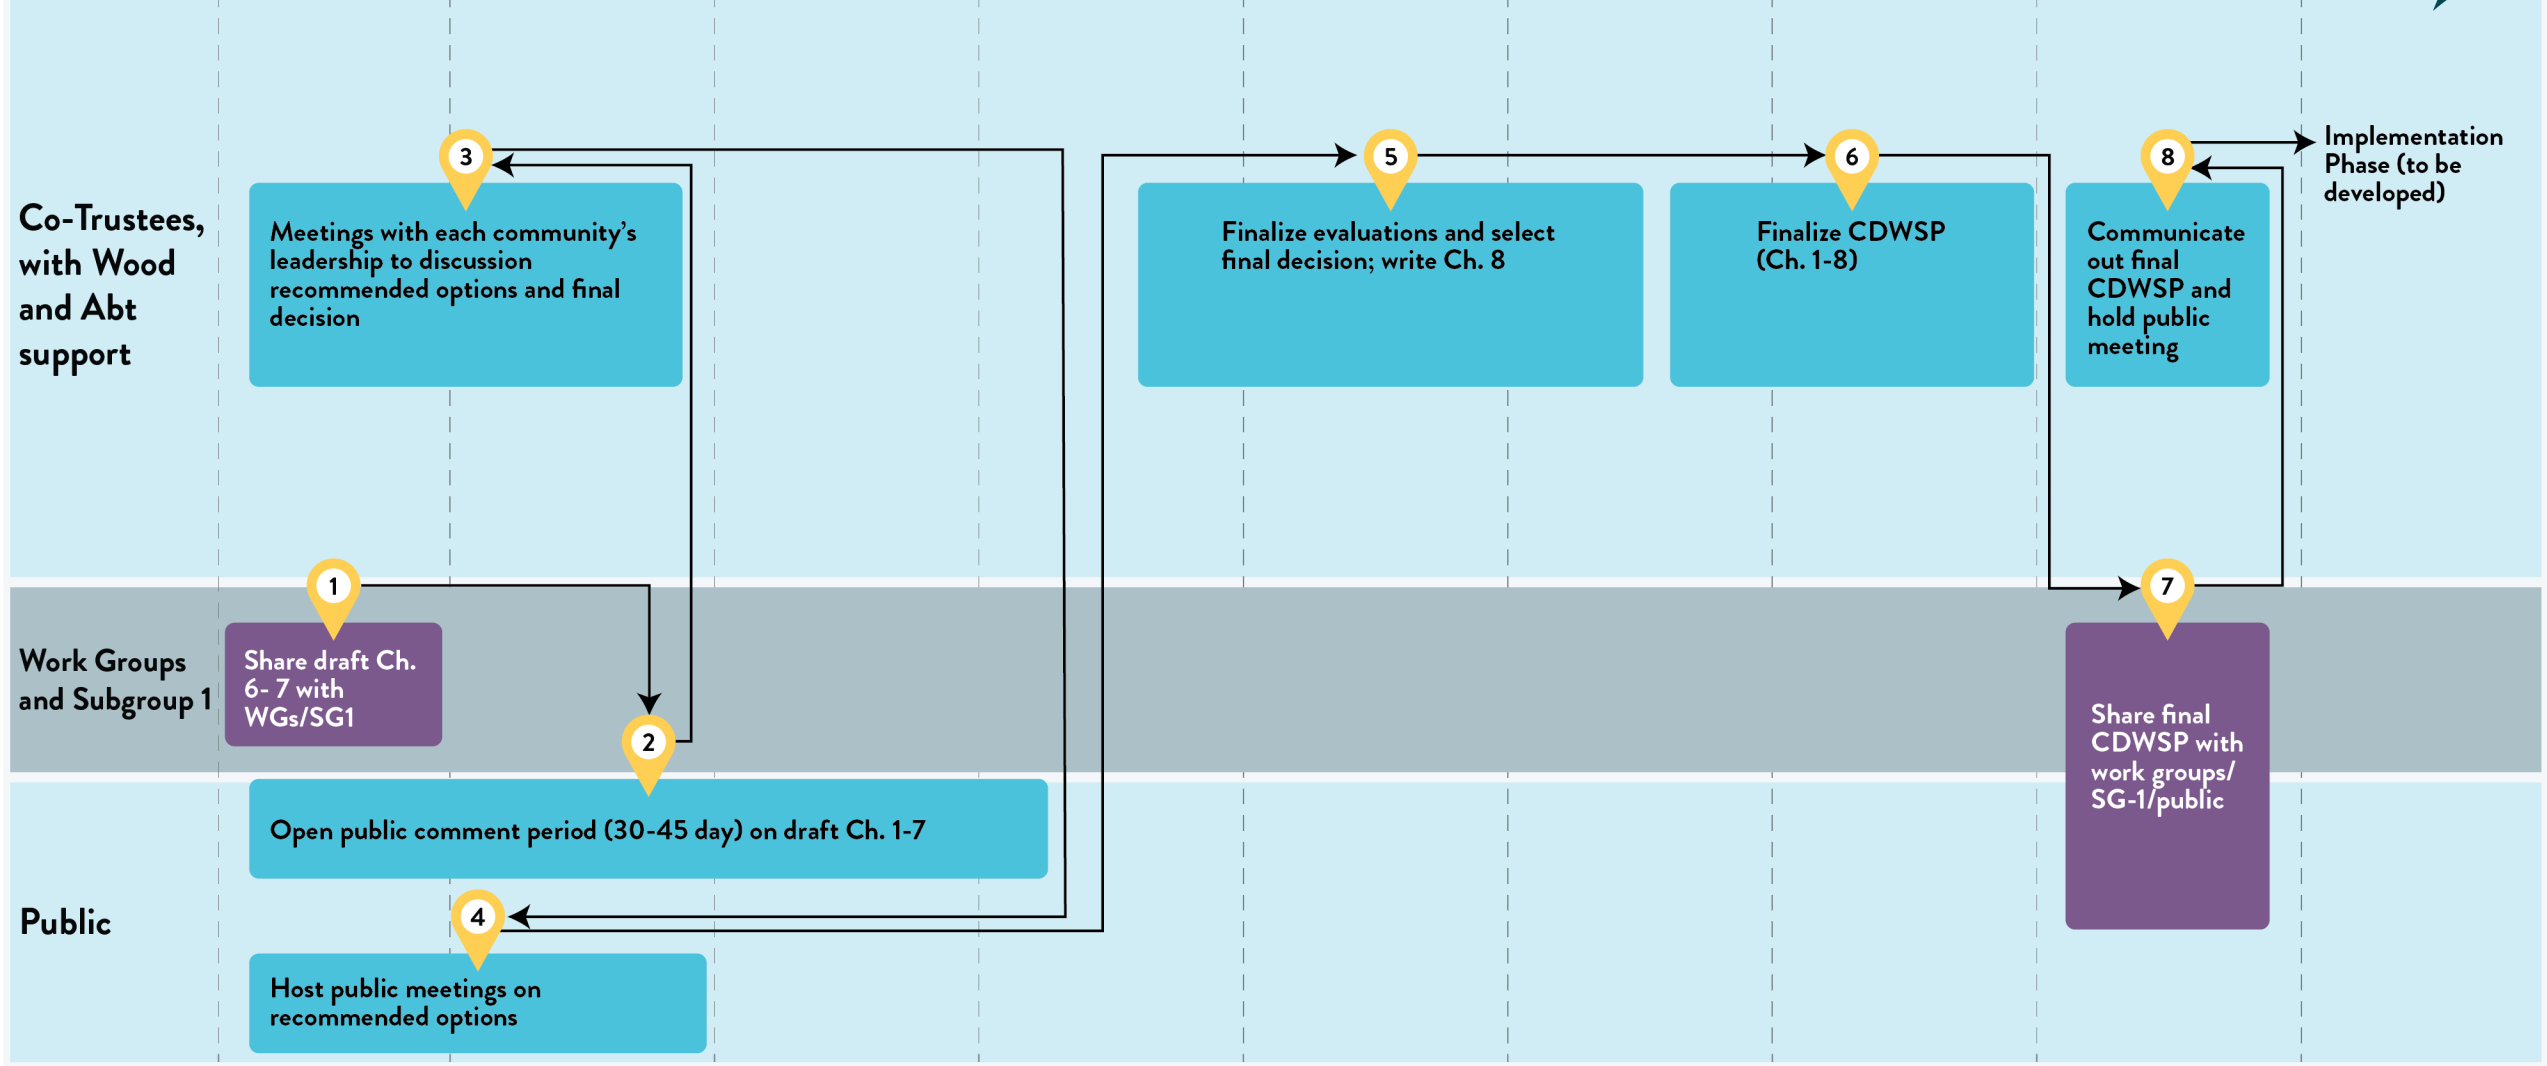 Co-Trustees,
with Wood
and Abt
support
3
Meetings with each community's
leadership to discussion
recommended options and final
decision
5
Finalize evaluations and select
final decision; write Ch. 8
6
Finalize CDWSP
(Ch. 1-8)
8
Communicate
out final
CDWSP and
hold public
meeting
Implementation
Phase (to be
developed)
Work Groups
and Subgroup 1
1
Share draft Ch.
6- 7 with
WGs/SG1
7
Share final
CDWSP with
work groups/
SG-1/public
Public
2
Open public comment period (30-45 day) on draft Ch. 1-7
4
Host public meetings on
recommended options